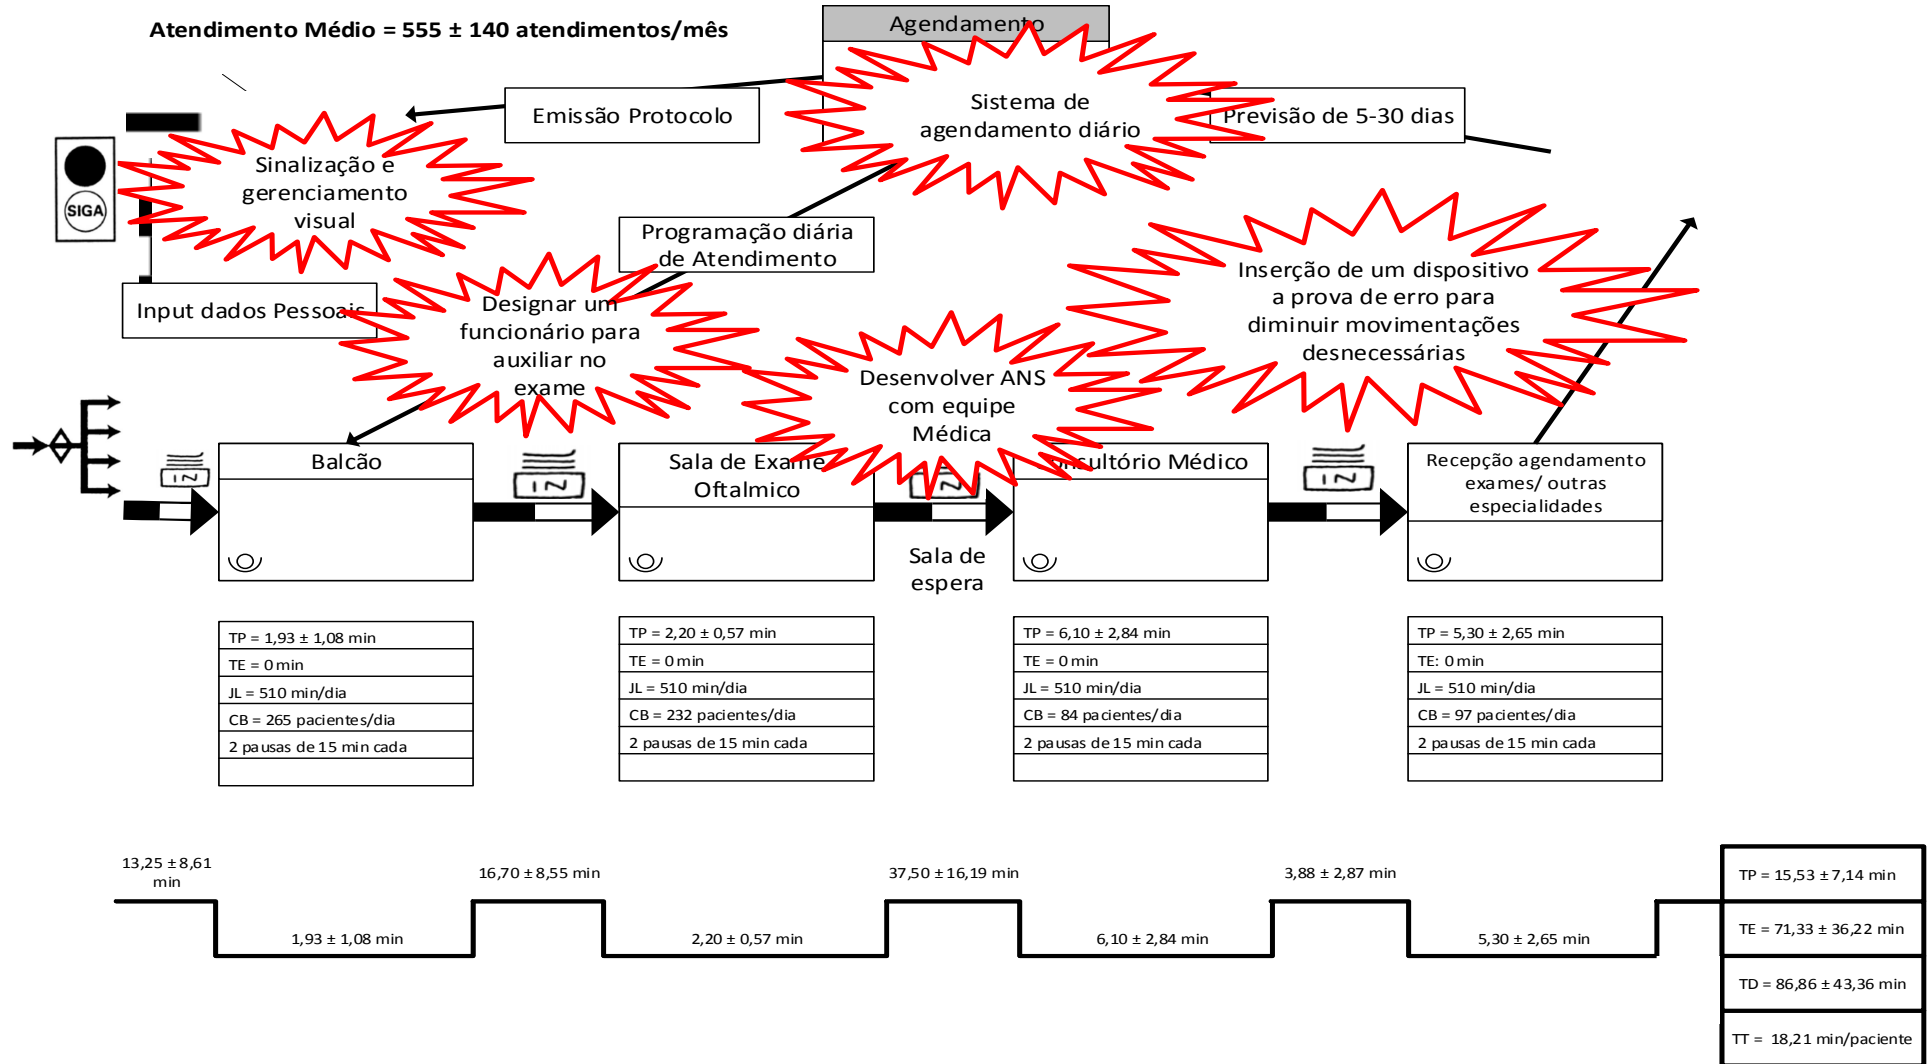 Atendimento Médio = 555 ± 140 atendimentos/mês
Agendamento
Emissão Protocolo
Sistema de
agendamento diário
Previsão de 5-30 dias
Sinalização e
gerenciamento
visual
SIGA
Programação diária
de Atendimento
Input dados Pessoais
Designar um
funcionário para
auxiliar no
exame
Inserção de um dispositivo
a prova de erro para
diminuir movimentações
desnecessárias
Desenvolver ANS
com equipe
Médica
Balcão
Sala de Exame
Oftalmico
Médico
Recepção agendamento
exames/ outras
especialidades
Sala de
espera
TP = 1,93 ± 1,08 min
TE = 0 min
JL = 510 min/dia
CB = 265 pacientes/dia
2 pausas de 15 min cada
TP = 2,20 ± 0,57 min
TE = 0 min
JL = 510 min/dia
CB = 232 pacientes/dia
2 pausas de 15 min cada
TP = 6,10 ± 2,84 min
TE = 0 min
JL = 510 min/dia
CB = 84 pacientes/dia
2 pausas de 15 min cada
TP = 5,30 ± 2,65 min
TE: 0 min
JL = 510 min/dia
CB = 97 pacientes/dia
2 pausas de 15 min cada
13,25 ± 8,61
min
16,70 ± 8,55 min
37,50 ± 16,19 min
3,88 ± 2,87 min
1,93 ± 1,08 min
2,20 ± 0,57 min
6,10 ± 2,84 min
5,30 ± 2,65 min
TP = 15,53 ± 7,14 min
TE = 71,33 ± 36,22 min
TD = 86,86 ± 43,36 min
TT = 18,21 min/paciente